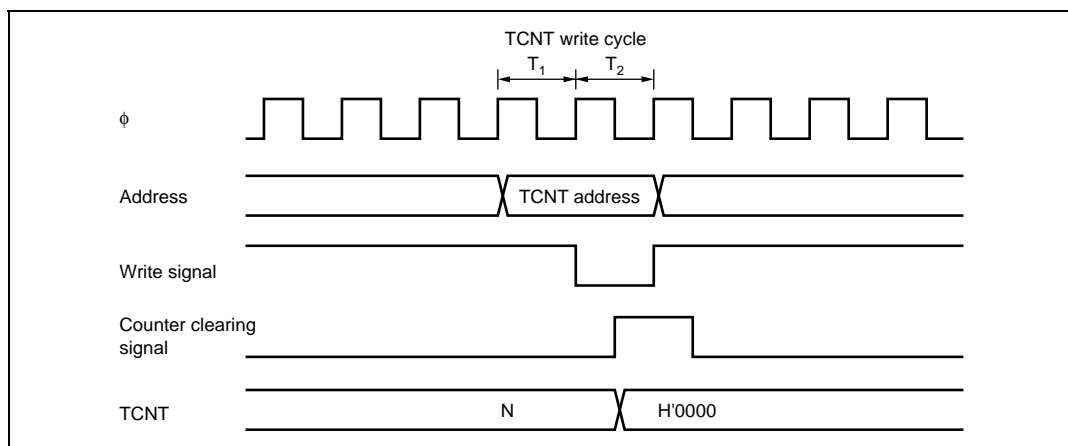 TCNT write cycle
T1 T2
ϕ
Address
TCNT address
Write signal
Counter clearing
signal
TCNT
N
H'0000